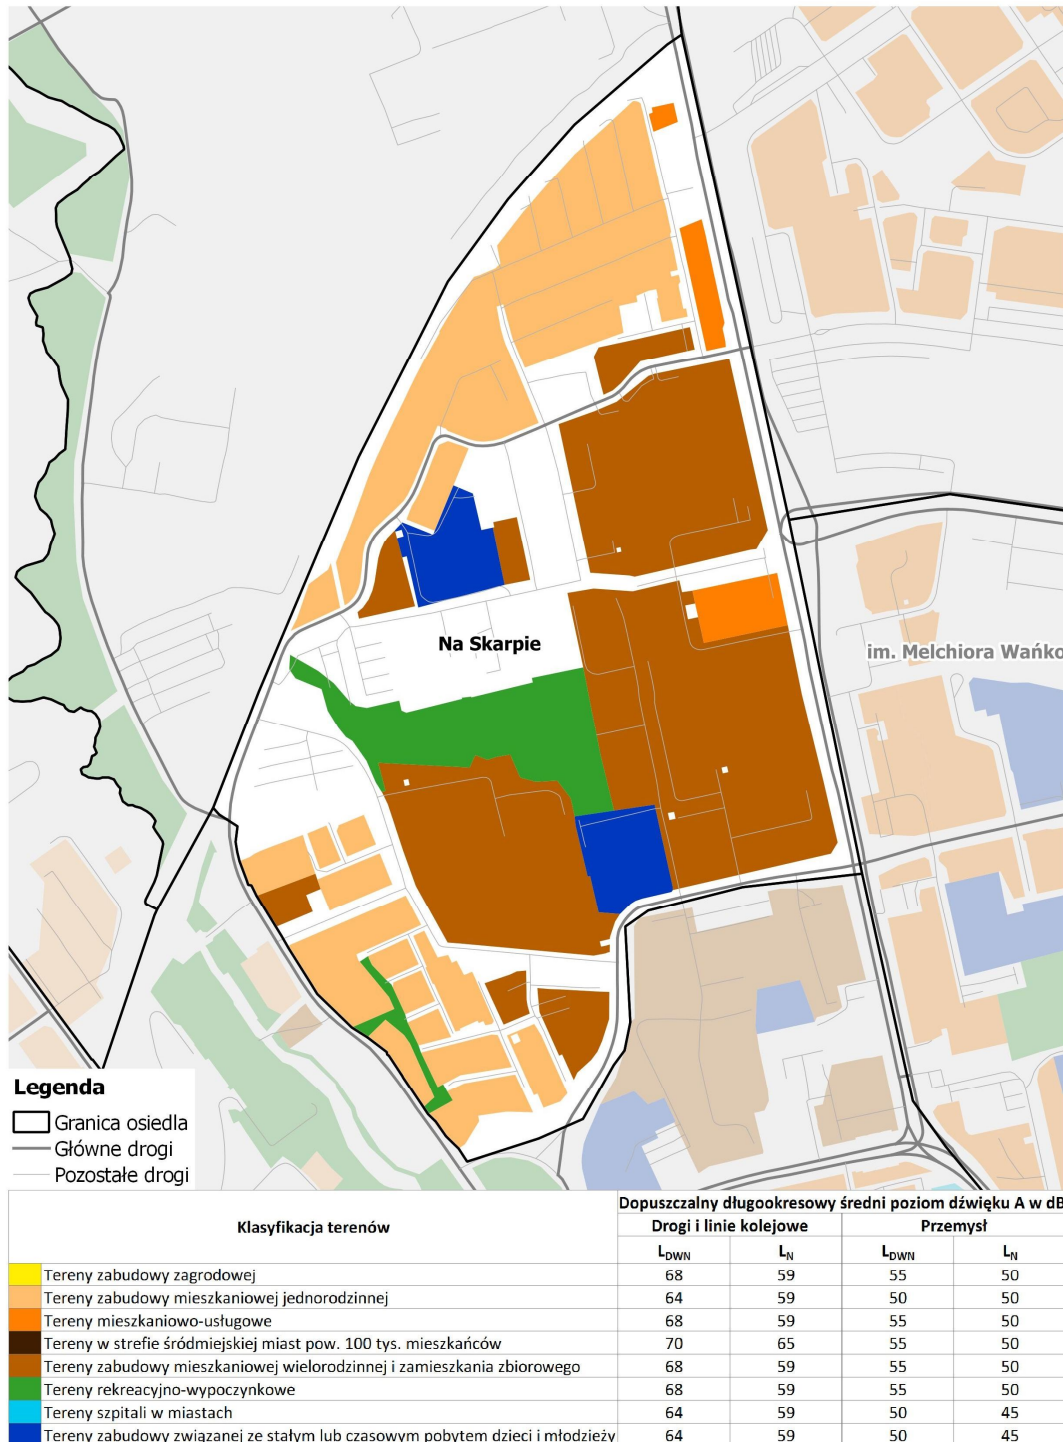 Na Skarpie
im. Melchiora Wańko
Legenda
Granica osiedla
Główne drogi
Pozostałe drogi
Klasyfikacja terenów
Dopuszczalny długookresowy średni poziom dźwięku A w dB
Drogi i linie kolejowe Przemysł
LDWN LN LDWN LN
Tereny zabudowy zagrodowej 68 59 55 50
Tereny zabudowy mieszkaniowej jednorodzinnej 64 59 50 50
Tereny mieszkaniowo-usługowe 68 59 55 50
Tereny w strefie śródmiejskiej miast pow. 100 tys. mieszkańców 70 65 55 50
Tereny zabudowy mieszkaniowej wielorodzinnej i zamieszkania zbiorowego 68 59 55 50
Tereny rekreacyjno-wypoczynkowe 68 59 55 50
Tereny szpitali w miastach 64 59 50 45
Tereny zabudowy związanej ze stałym lub czasowym pobytem dzieci i młodzieży 64 59 50 45